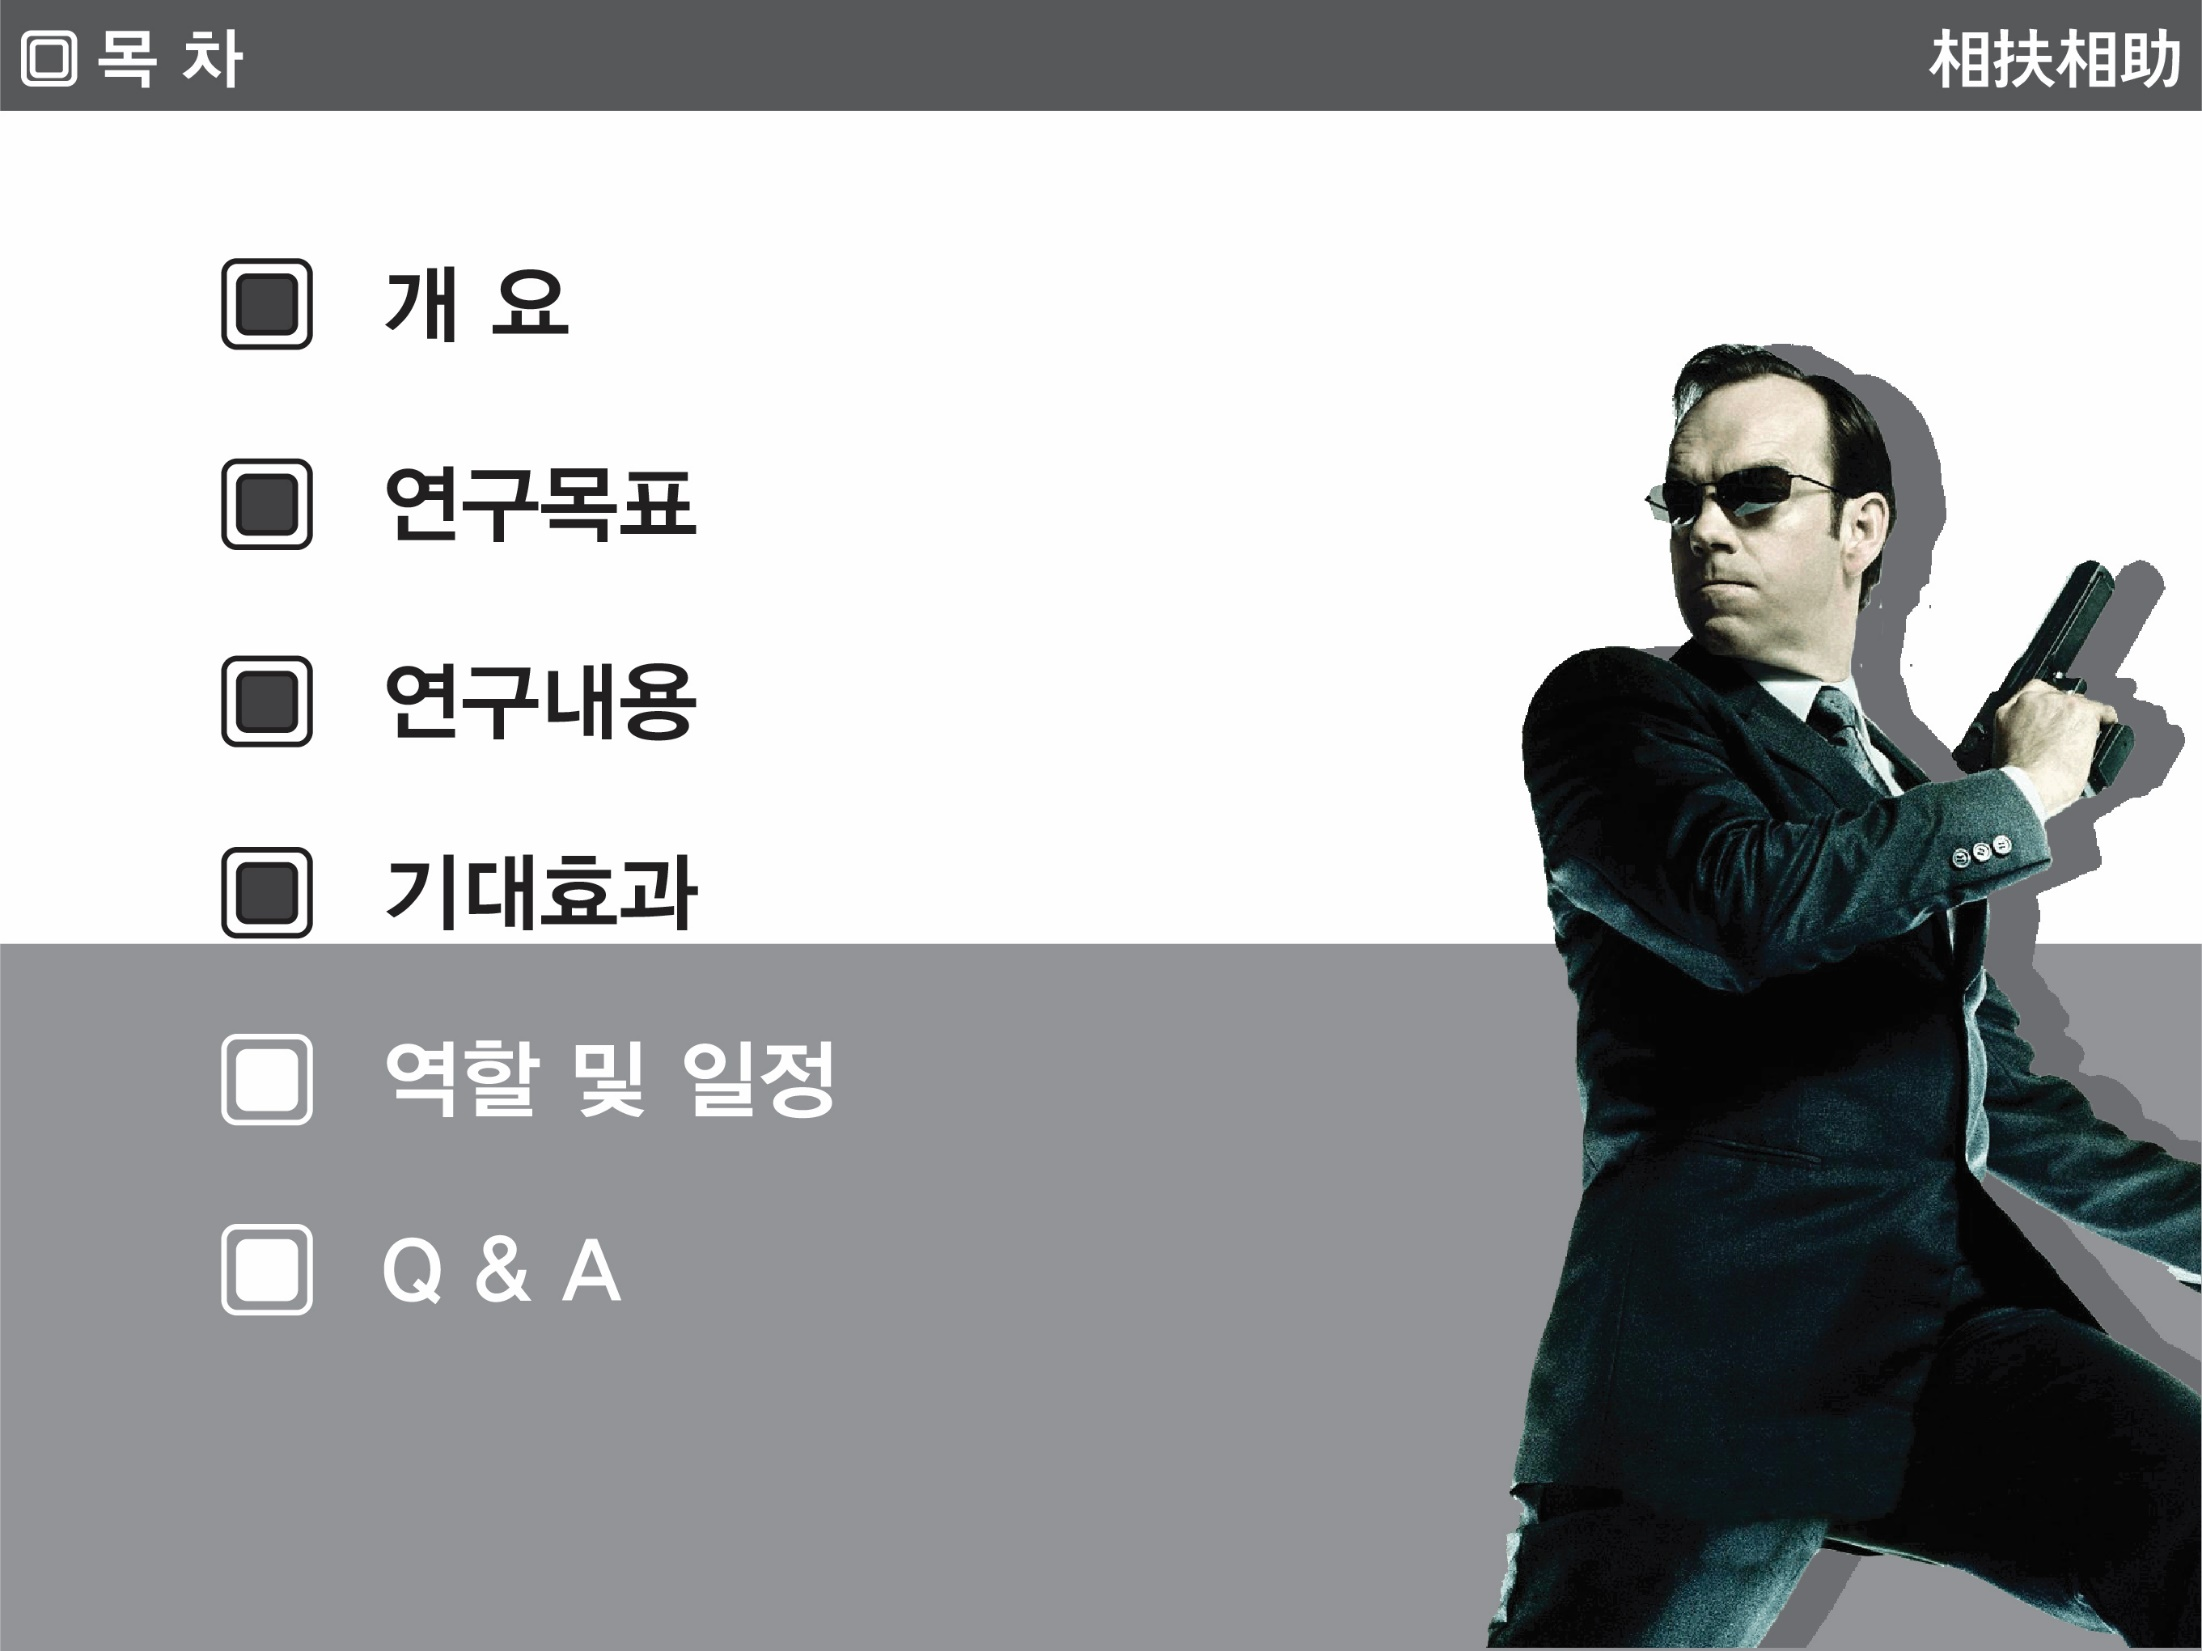 목 차
相扶相助
개 요
연구목표
연구내용
기대효과
역할 및 일정
Q & A